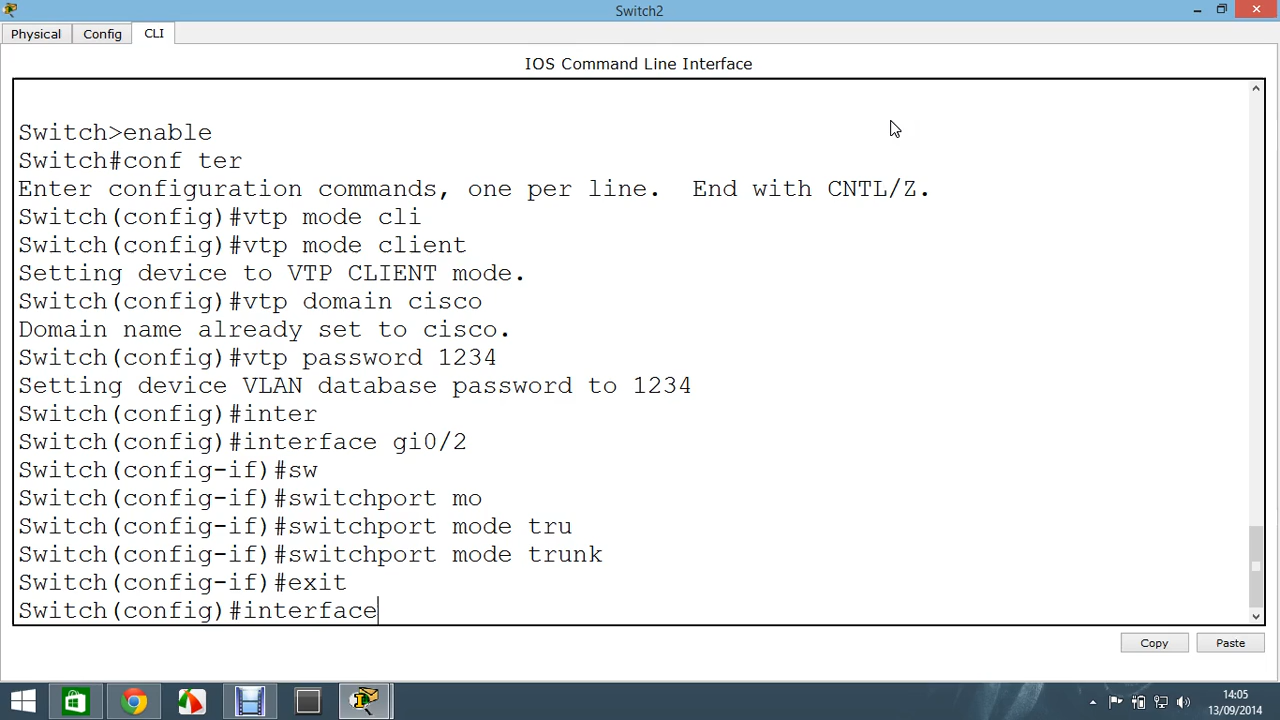 Switch2
Physical
Config
CLI
IOS Command Line Interface
Switch>enable
Switch#conf ter
Enter configuration commands, one per line.  End with CNTL/Z.
Switch(config)#vtp mode cli
Switch(config)#vtp mode client
Setting device to VTP CLIENT mode.
Switch(config)#vtp domain cisco
Domain name already set to cisco.
Switch(config)#vtp password 1234
Setting device VLAN database password to 1234
Switch(config)#inter
Switch(config)#interface gi0/2
Switch(config-if)#sw
Switch(config-if)#switchport mo
Switch(config-if)#switchport mode tru
Switch(config-if)#switchport mode trunk
Switch(config-if)#exit
Switch(config)#interface
Copy
Paste
14:05
13/09/2014